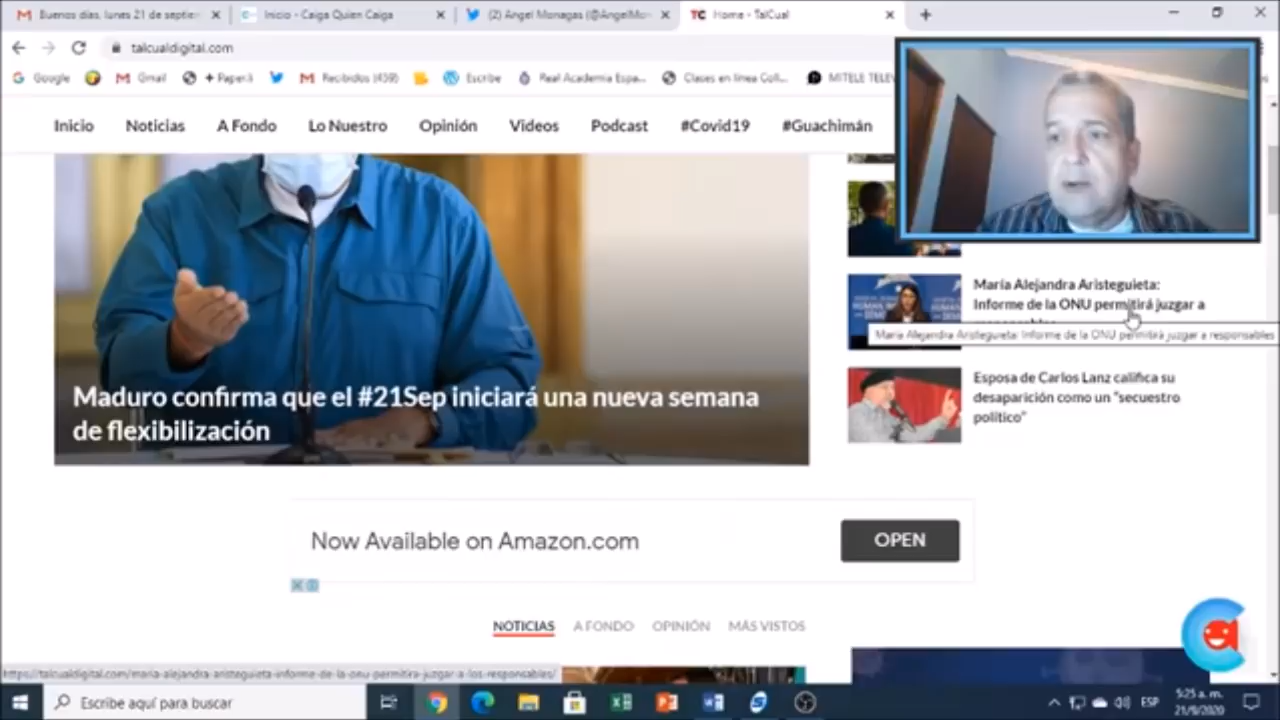 Buenos días, lunes 21 de septie
Inicio - Caiga Quien Caiga
(2) Angel Monagas (@AngelMo
Home - TalCual
talcualdigital.com
Google
Gmail
Recibidos (459)
Escribe
Real Academia Espa...
Clases en línea Coll...
MITELE TELEV
Inicio
Noticias
A Fondo
Lo Nuestro
Opinión
Videos
Podcast
#Covid19
#Guachimán
Maduro confirma que el #21Sep iniciará una nueva semana
de flexibilización
María Alejandra Aristeguieta:
Informe de la ONU permitirá juzgar a
María Alejandra Aristeguieta: Informe de la ONU permitirá juzgar a responsables
Esposa de Carlos Lanz califica su
desaparición como un "secuestro
político"
Now Available on Amazon.com
OPEN
NOTICIAS
A FONDO
OPINIÓN
MÁS VISTOS
https://talcualdigital.com/maria-alejandra-aristeguieta-informe-de-la-onu-permitira-juzgar-a-los-responsables/
Escribe aquí para buscar
ESP
5:25 a. m.
21/9/2020